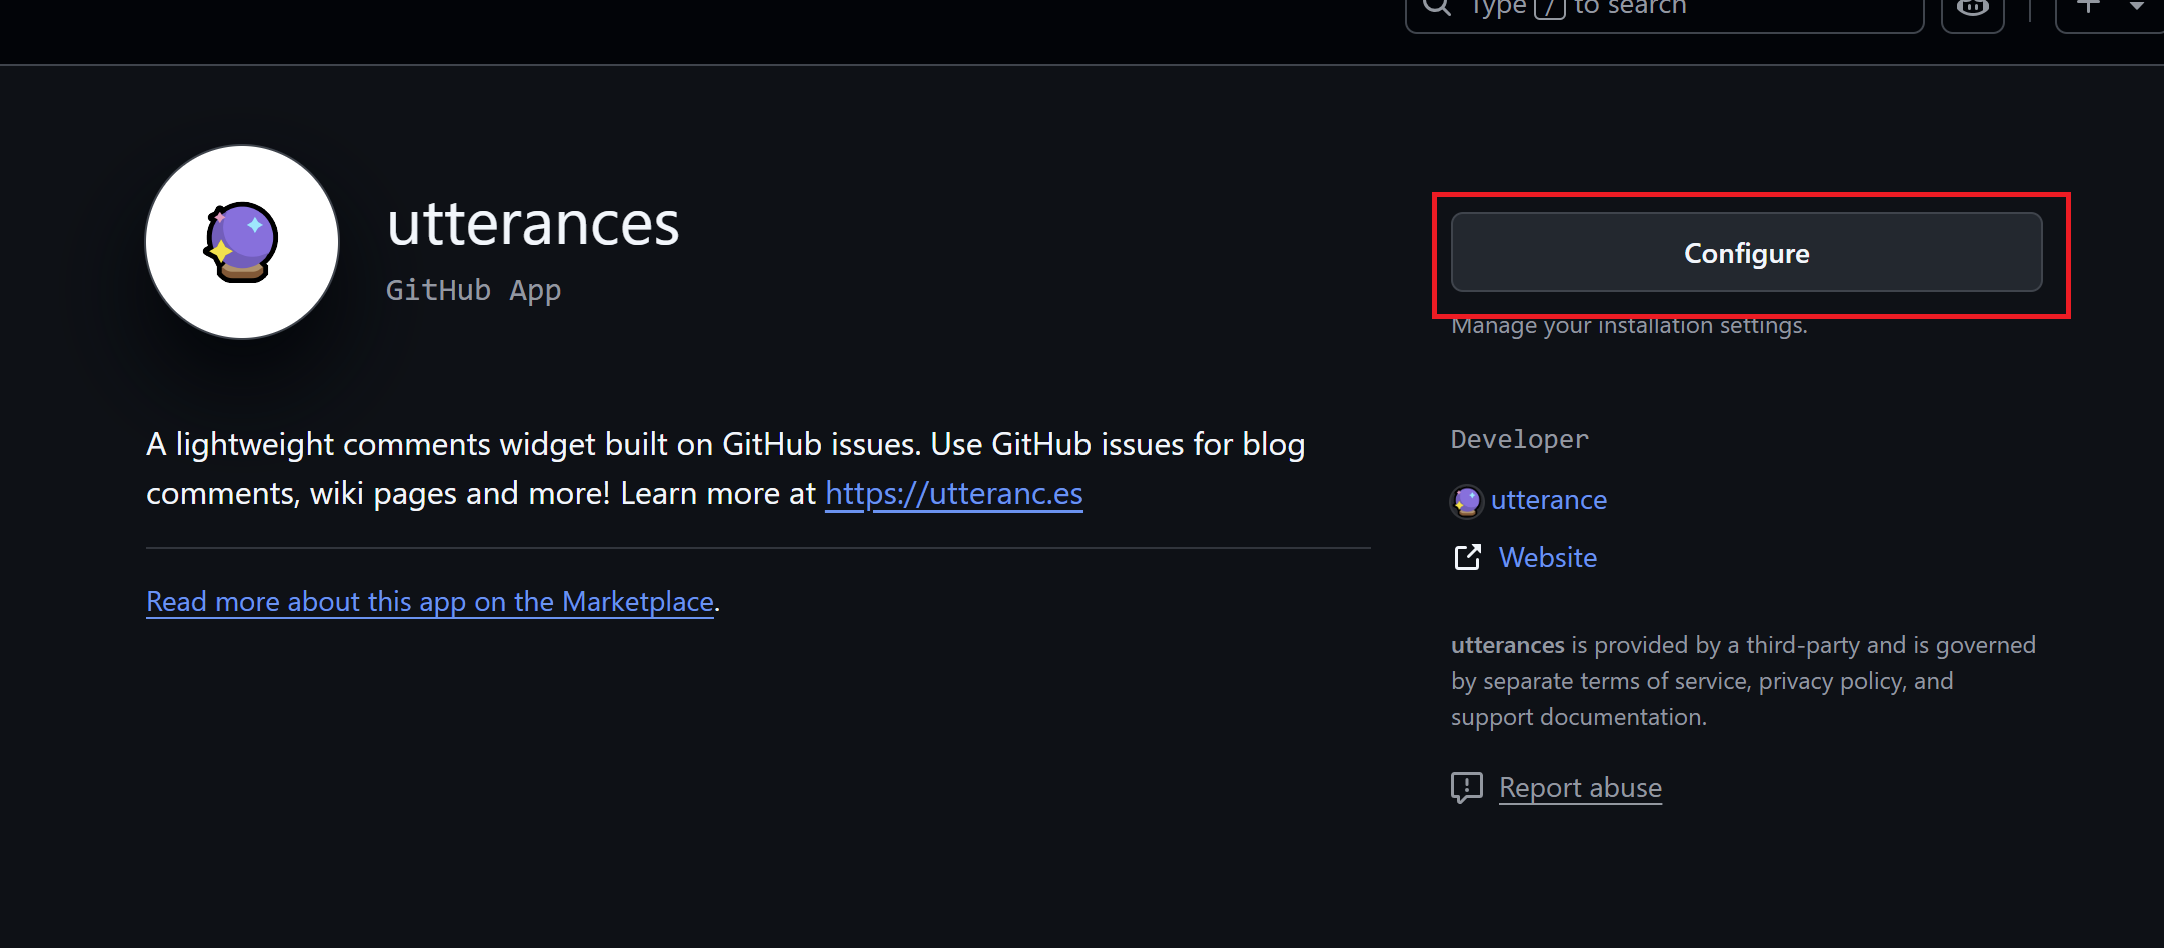 Type / to search
utterances
GitHub App
Configure
Manage your installation settings.
A lightweight comments widget built on GitHub issues. Use GitHub issues for blog
comments, wiki pages and more! Learn more at https://utteranc.es
Read more about this app on the Marketplace.
Developer
utterance
Website
utterances is provided by a third-party and is governed
by separate terms of service, privacy policy, and
support documentation.
Report abuse